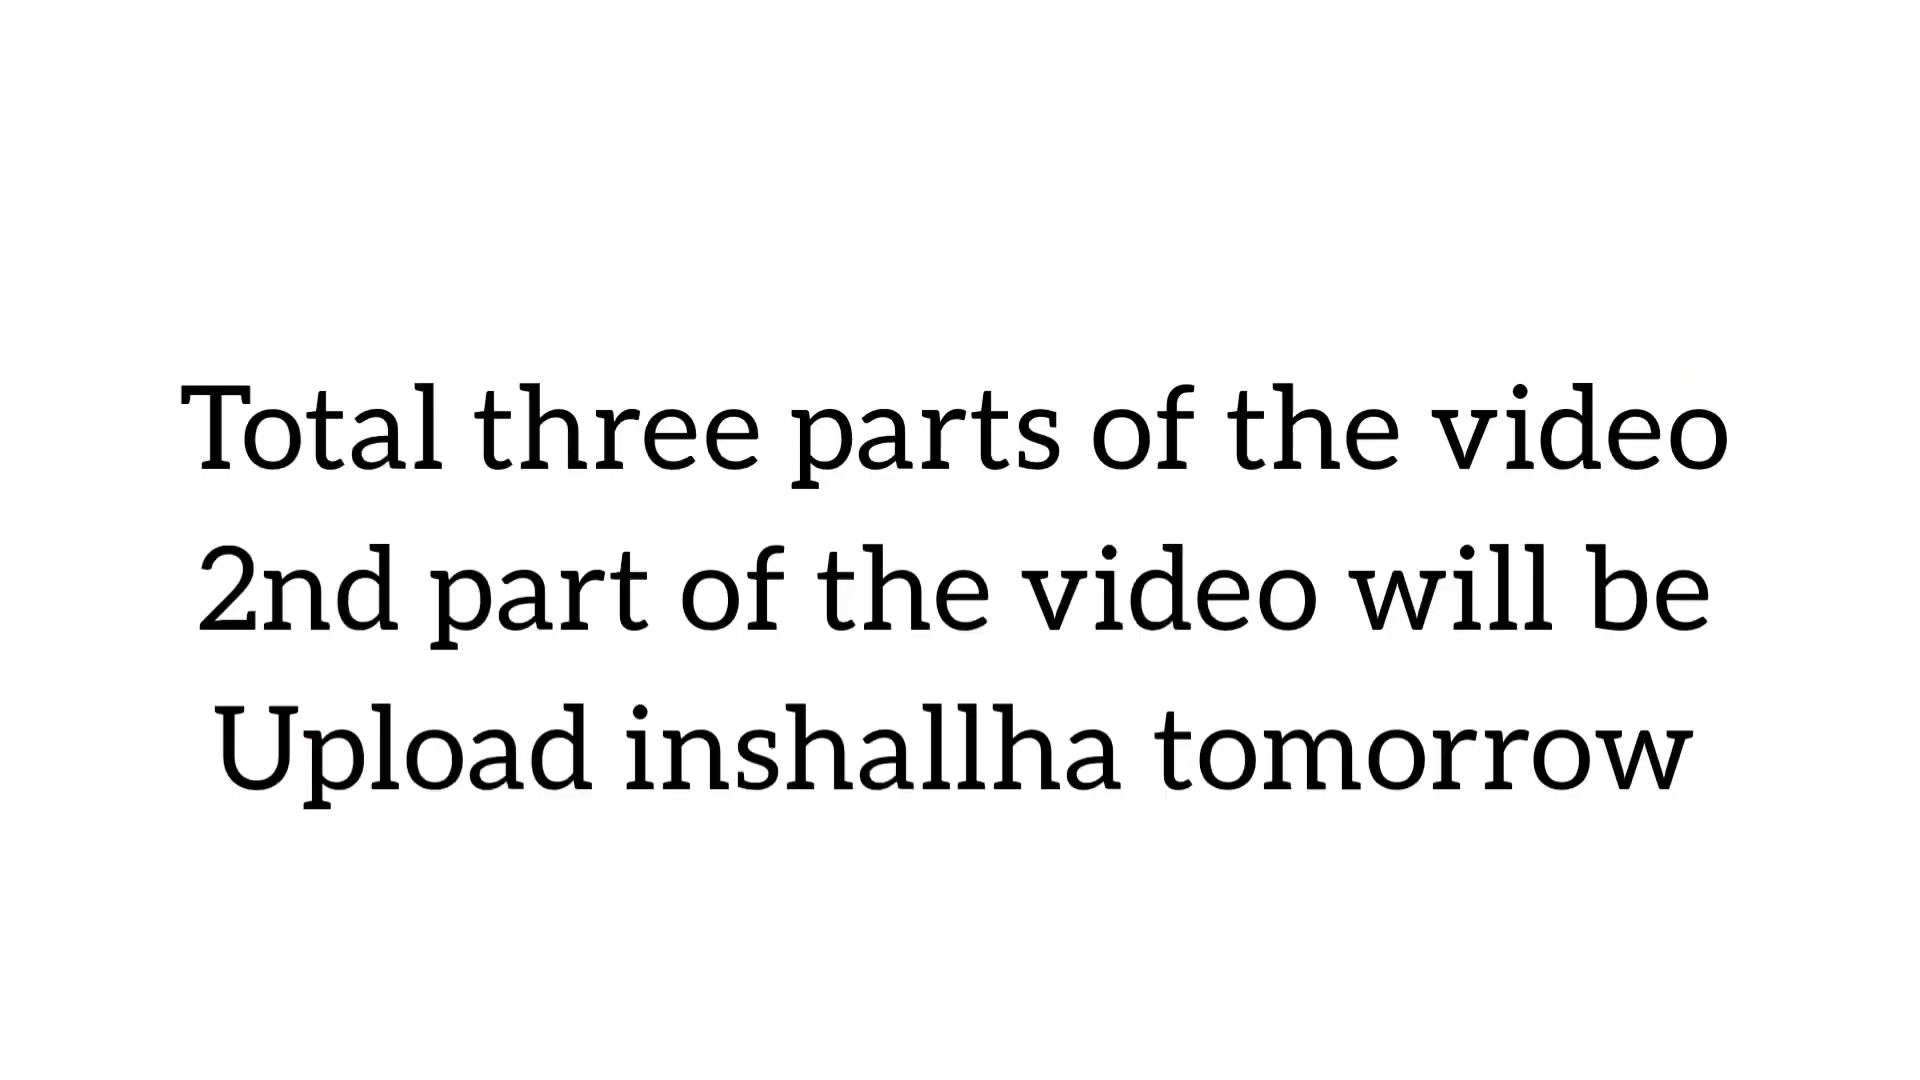 Total three parts of the video
2nd part of the video will be
Upload inshallha tomorrow